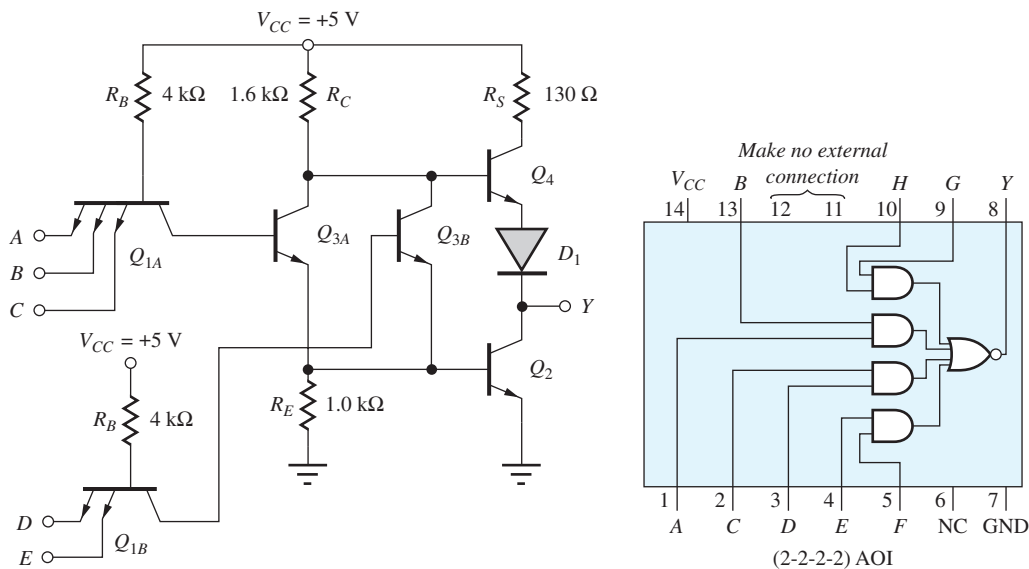 V_CC = +5 V
R_B 4 kΩ 1.6 kΩ R_C R_S 130 Ω
Q_4
A B C Q_1A
Q_3A Q_3B D_1
Y
V_CC = +5 V
Q_2
R_B 4 kΩ
R_E 1.0 kΩ
D E Q_1B
Make no external
connection
V_CC B H G Y
14 13 12 11 10 9 8
1 2 3 4 5 6 7
A C D E F NC GND
(2-2-2-2) AOI